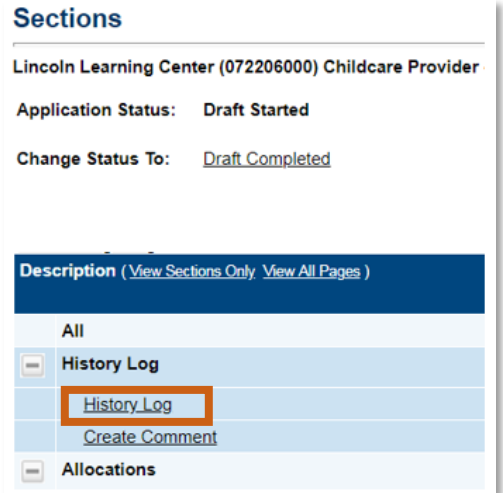 Sections
Lincoln Learning Center (072206000) Childcare Provider
Application Status: Draft Started
Change Status To: Draft Completed
Description ( View Sections Only View All Pages )
All
History Log
History Log
Create Comment
Allocations